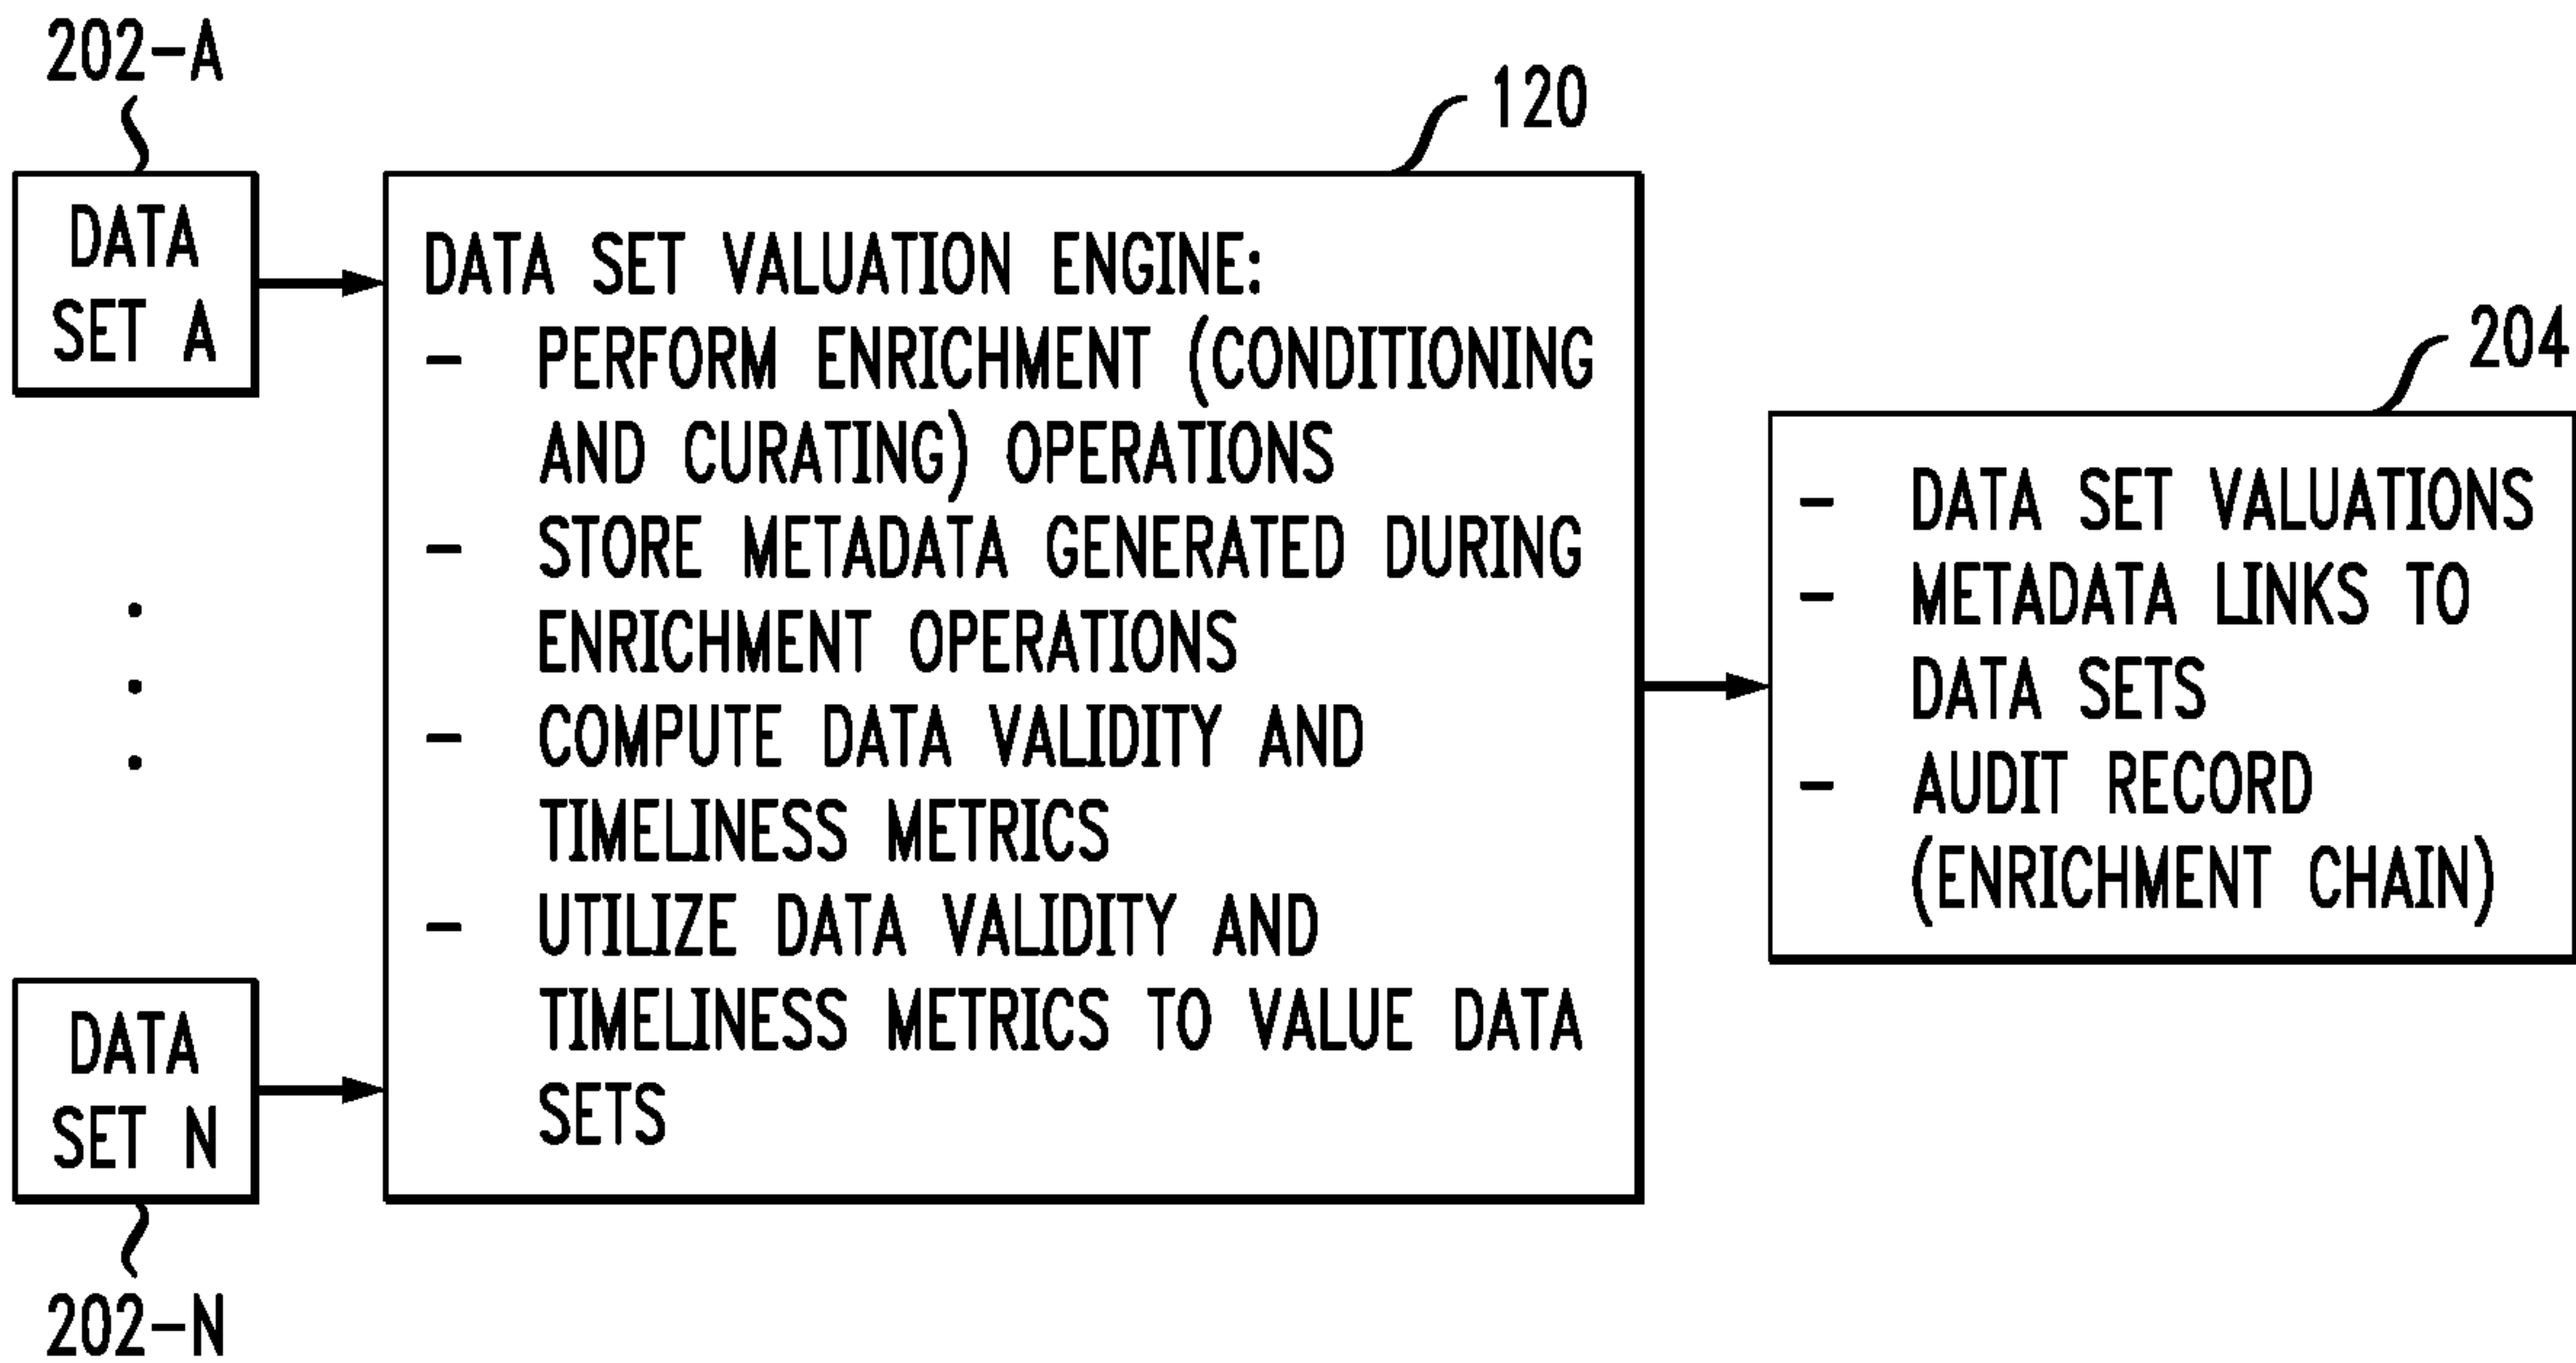 202-A
DATA
SET A
202-N
DATA
SET N
120
DATA SET VALUATION ENGINE:
- PERFORM ENRICHMENT (CONDITIONING
AND CURATING) OPERATIONS
- STORE METADATA GENERATED DURING
ENRICHMENT OPERATIONS
- COMPUTE DATA VALIDITY AND
TIMELINESS METRICS
- UTILIZE DATA VALIDITY AND
TIMELINESS METRICS TO VALUE DATA
SETS
204
- DATA SET VALUATIONS
- METADATA LINKS TO
DATA SETS
- AUDIT RECORD
(ENRICHMENT CHAIN)